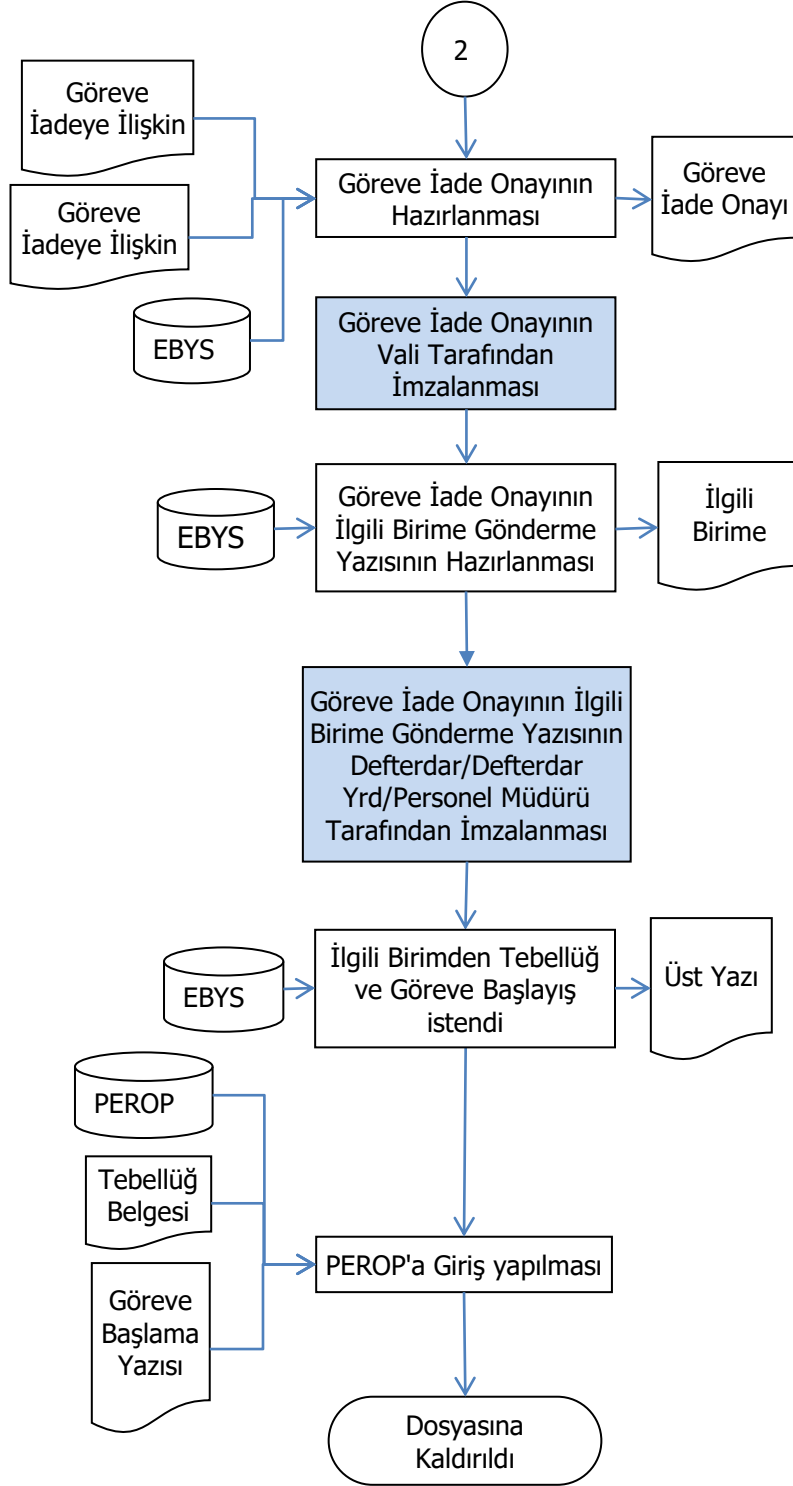 2
Göreve
İadeye İlişkin
Göreve İade Onayının
Hazırlanması
Göreve
İade Onayı
Göreve
İadeye İlişkin
EBYS
Göreve İade Onayının
Vali Tarafından
İmzalanması
EBYS
Göreve İade Onayının
İlgili Birime Gönderme
Yazısının Hazırlanması
İlgili
Birime
Göreve İade Onayının İlgili
Birime Gönderme Yazısının
Defterdar/Defterdar
Yrd/Personel Müdürü
Tarafından İmzalanması
EBYS
İlgili Birimden Tebellüğ
ve Göreve Başlayış
istendi
Üst Yazı
PEROP
Tebellüğ
Belgesi
Göreve
Başlama
Yazısı
PEROP'a Giriş yapılması
Dosyasına
Kaldırıldı